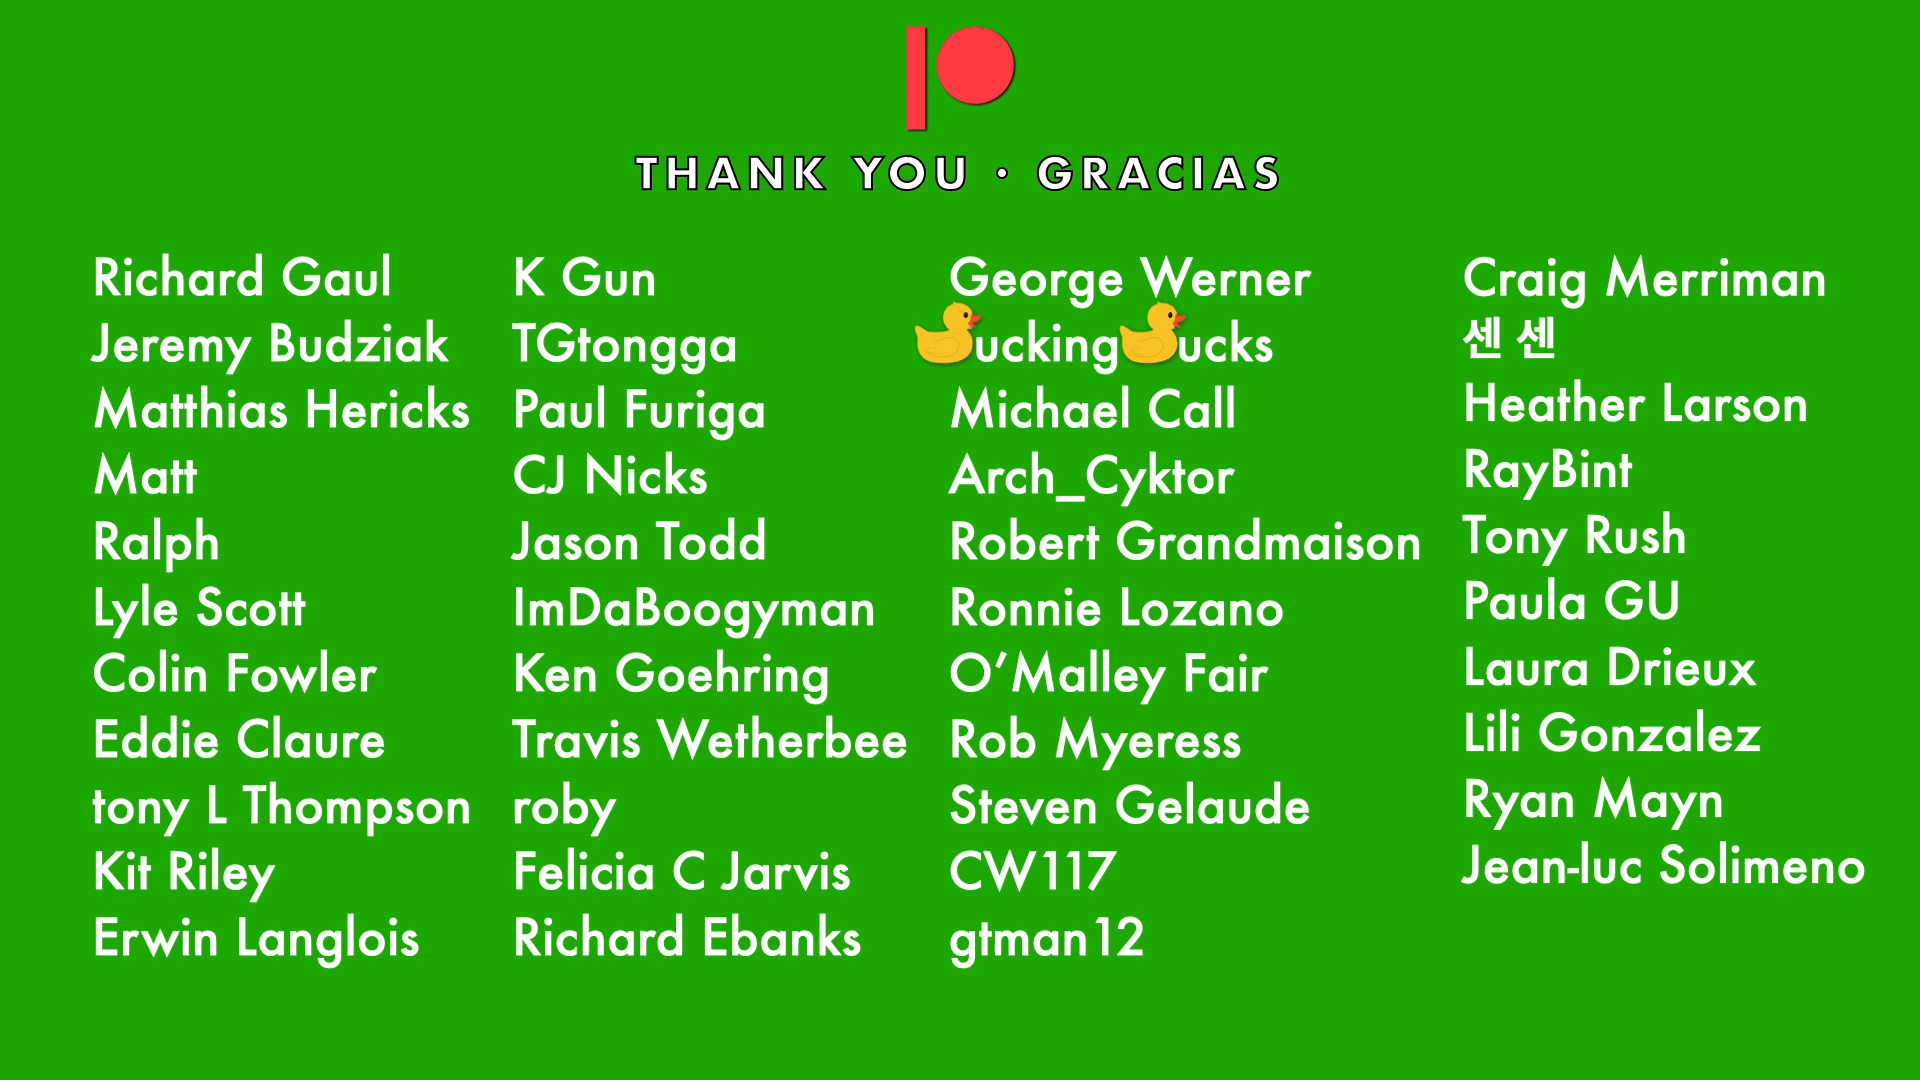 THANK YOU · GRACIAS
Richard Gaul
Jeremy Budziak
Matthias Hericks
Matt
Ralph
Lyle Scott
Colin Fowler
Eddie Claure
tony L Thompson
Kit Riley
Erwin Langlois
K Gun
TGtongga
Paul Furiga
CJ Nicks
Jason Todd
ImDaBoogyman
Ken Goehring
Travis Wetherbee
roby
Felicia C Jarvis
Richard Ebanks
George Werner
🦆ucking🦆ucks
Michael Call
Arch_Cyktor
Robert Grandmaison
Ronnie Lozano
O’Malley Fair
Rob Myeress
Steven Gelaude
CW117
gtman12
Craig Merriman
센 센
Heather Larson
RayBint
Tony Rush
Paula GU
Laura Drieux
Lili Gonzalez
Ryan Mayn
Jean-luc Solimeno